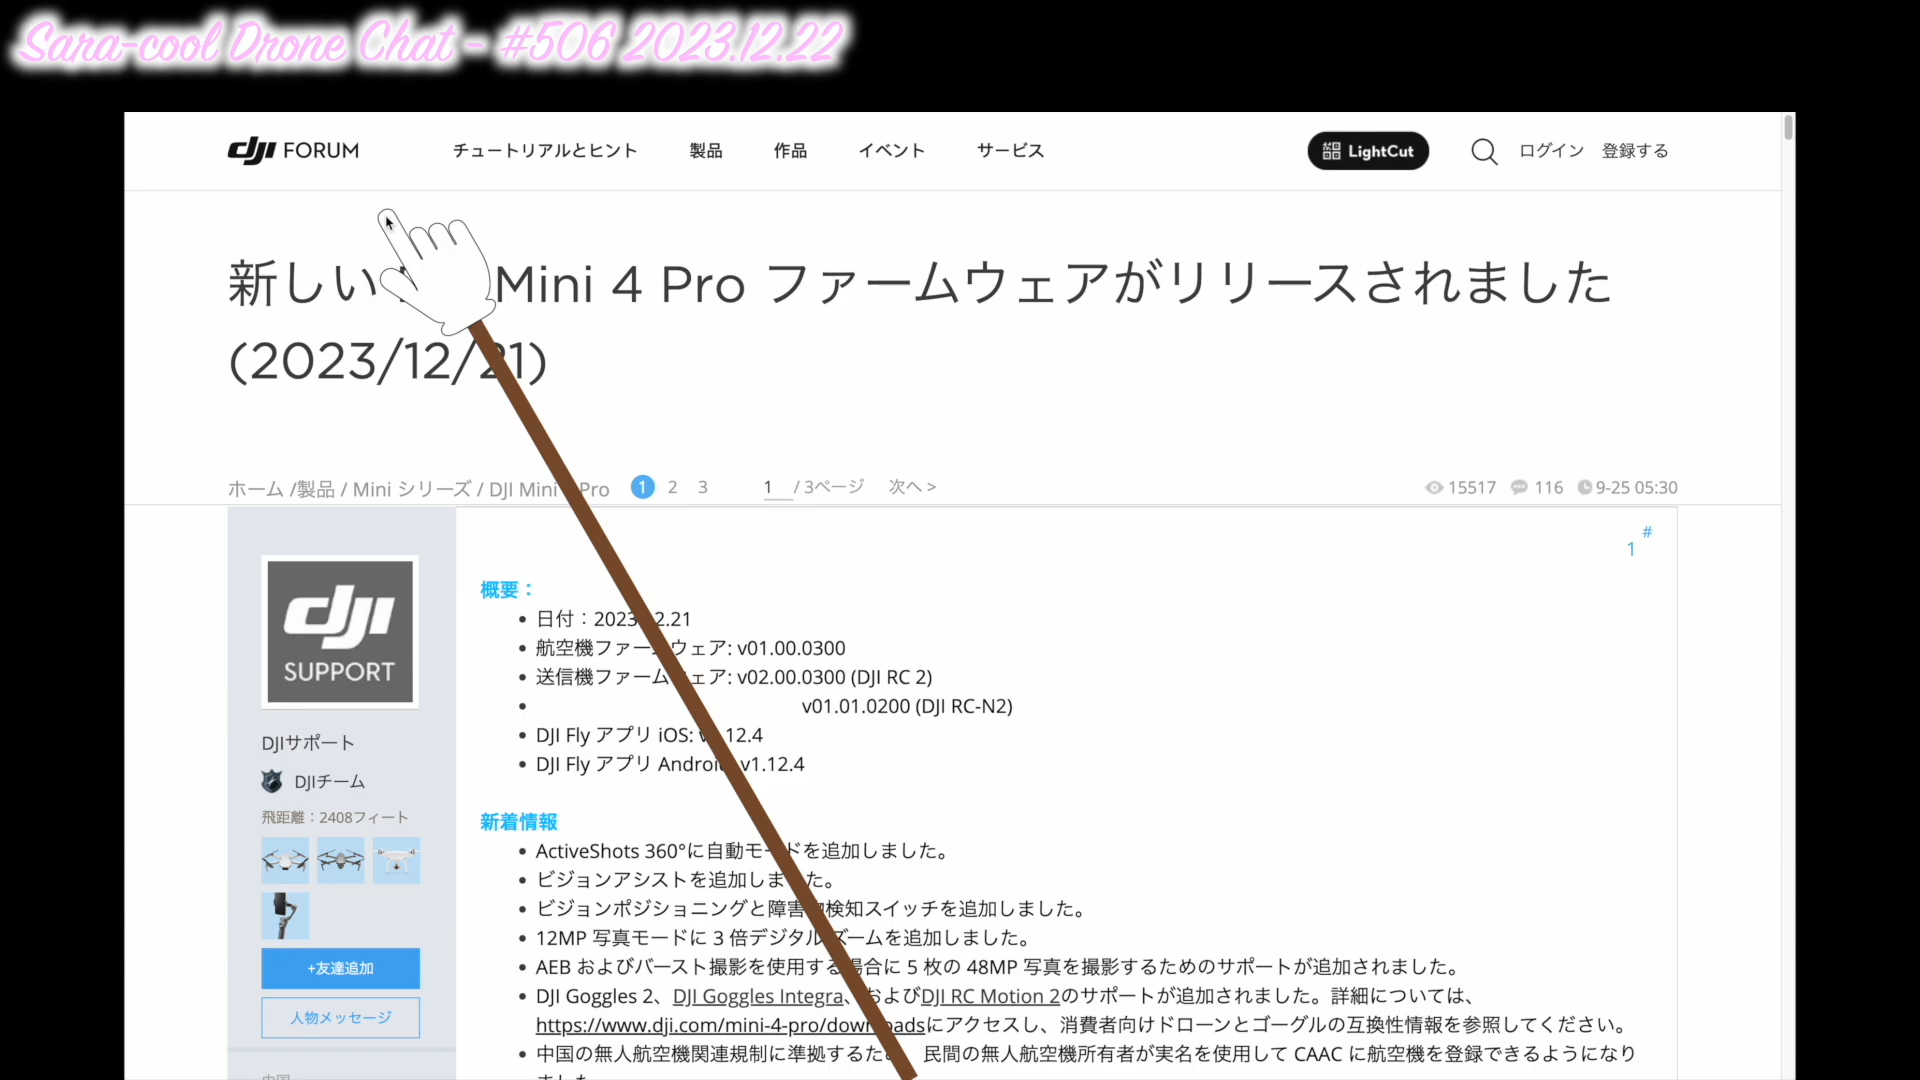 Sara-cool Drone Chat - #506 2023.12.22
dji FORUM
チュートリアルとヒント 製品 作品 イベント サービス
LightCut
ログイン 登録する
新しい Mini 4 Pro ファームウェアがリリースされました
(2023/12/21)
ホーム /製品 / Mini シリーズ / DJI Mini Pro
1 2 3 1 / 3ページ 次へ >
15517 116 9-25 05:30
#
1
dji
SUPPORT
DJIサポート
DJIチーム
飛距離：2408フィート
+友達追加
人物メッセージ
概要：
• 日付：2023 2.21
• 航空機ファームウェア: v01.00.0300
• 送信機ファームウェア: v02.00.0300 (DJI RC 2)
• v01.01.0200 (DJI RC-N2)
• DJI Fly アプリ iOS: v 12.4
• DJI Fly アプリ Android v1.12.4
新着情報
• ActiveShots 360°に自動モードを追加しました。
• ビジョンアシストを追加しました。
• ビジョンポジショニングと障害物検知スイッチを追加しました。
• 12MP 写真モードに 3 倍デジタルズームを追加しました。
• AEB およびバースト撮影を使用する場合に 5 枚の 48MP 写真を撮影するためのサポートが追加されました。
• DJI Goggles 2、DJI Goggles Integra、およびDJI RC Motion 2のサポートが追加されました。詳細については、
https://www.dji.com/mini-4-pro/downloadsにアクセスし、消費者向けドローンとゴーグルの互換性情報を参照してください。
• 中国の無人航空機関連規制に準拠するため 民間の無人航空機所有者が実名を使用して CAAC に航空機を登録できるようになり